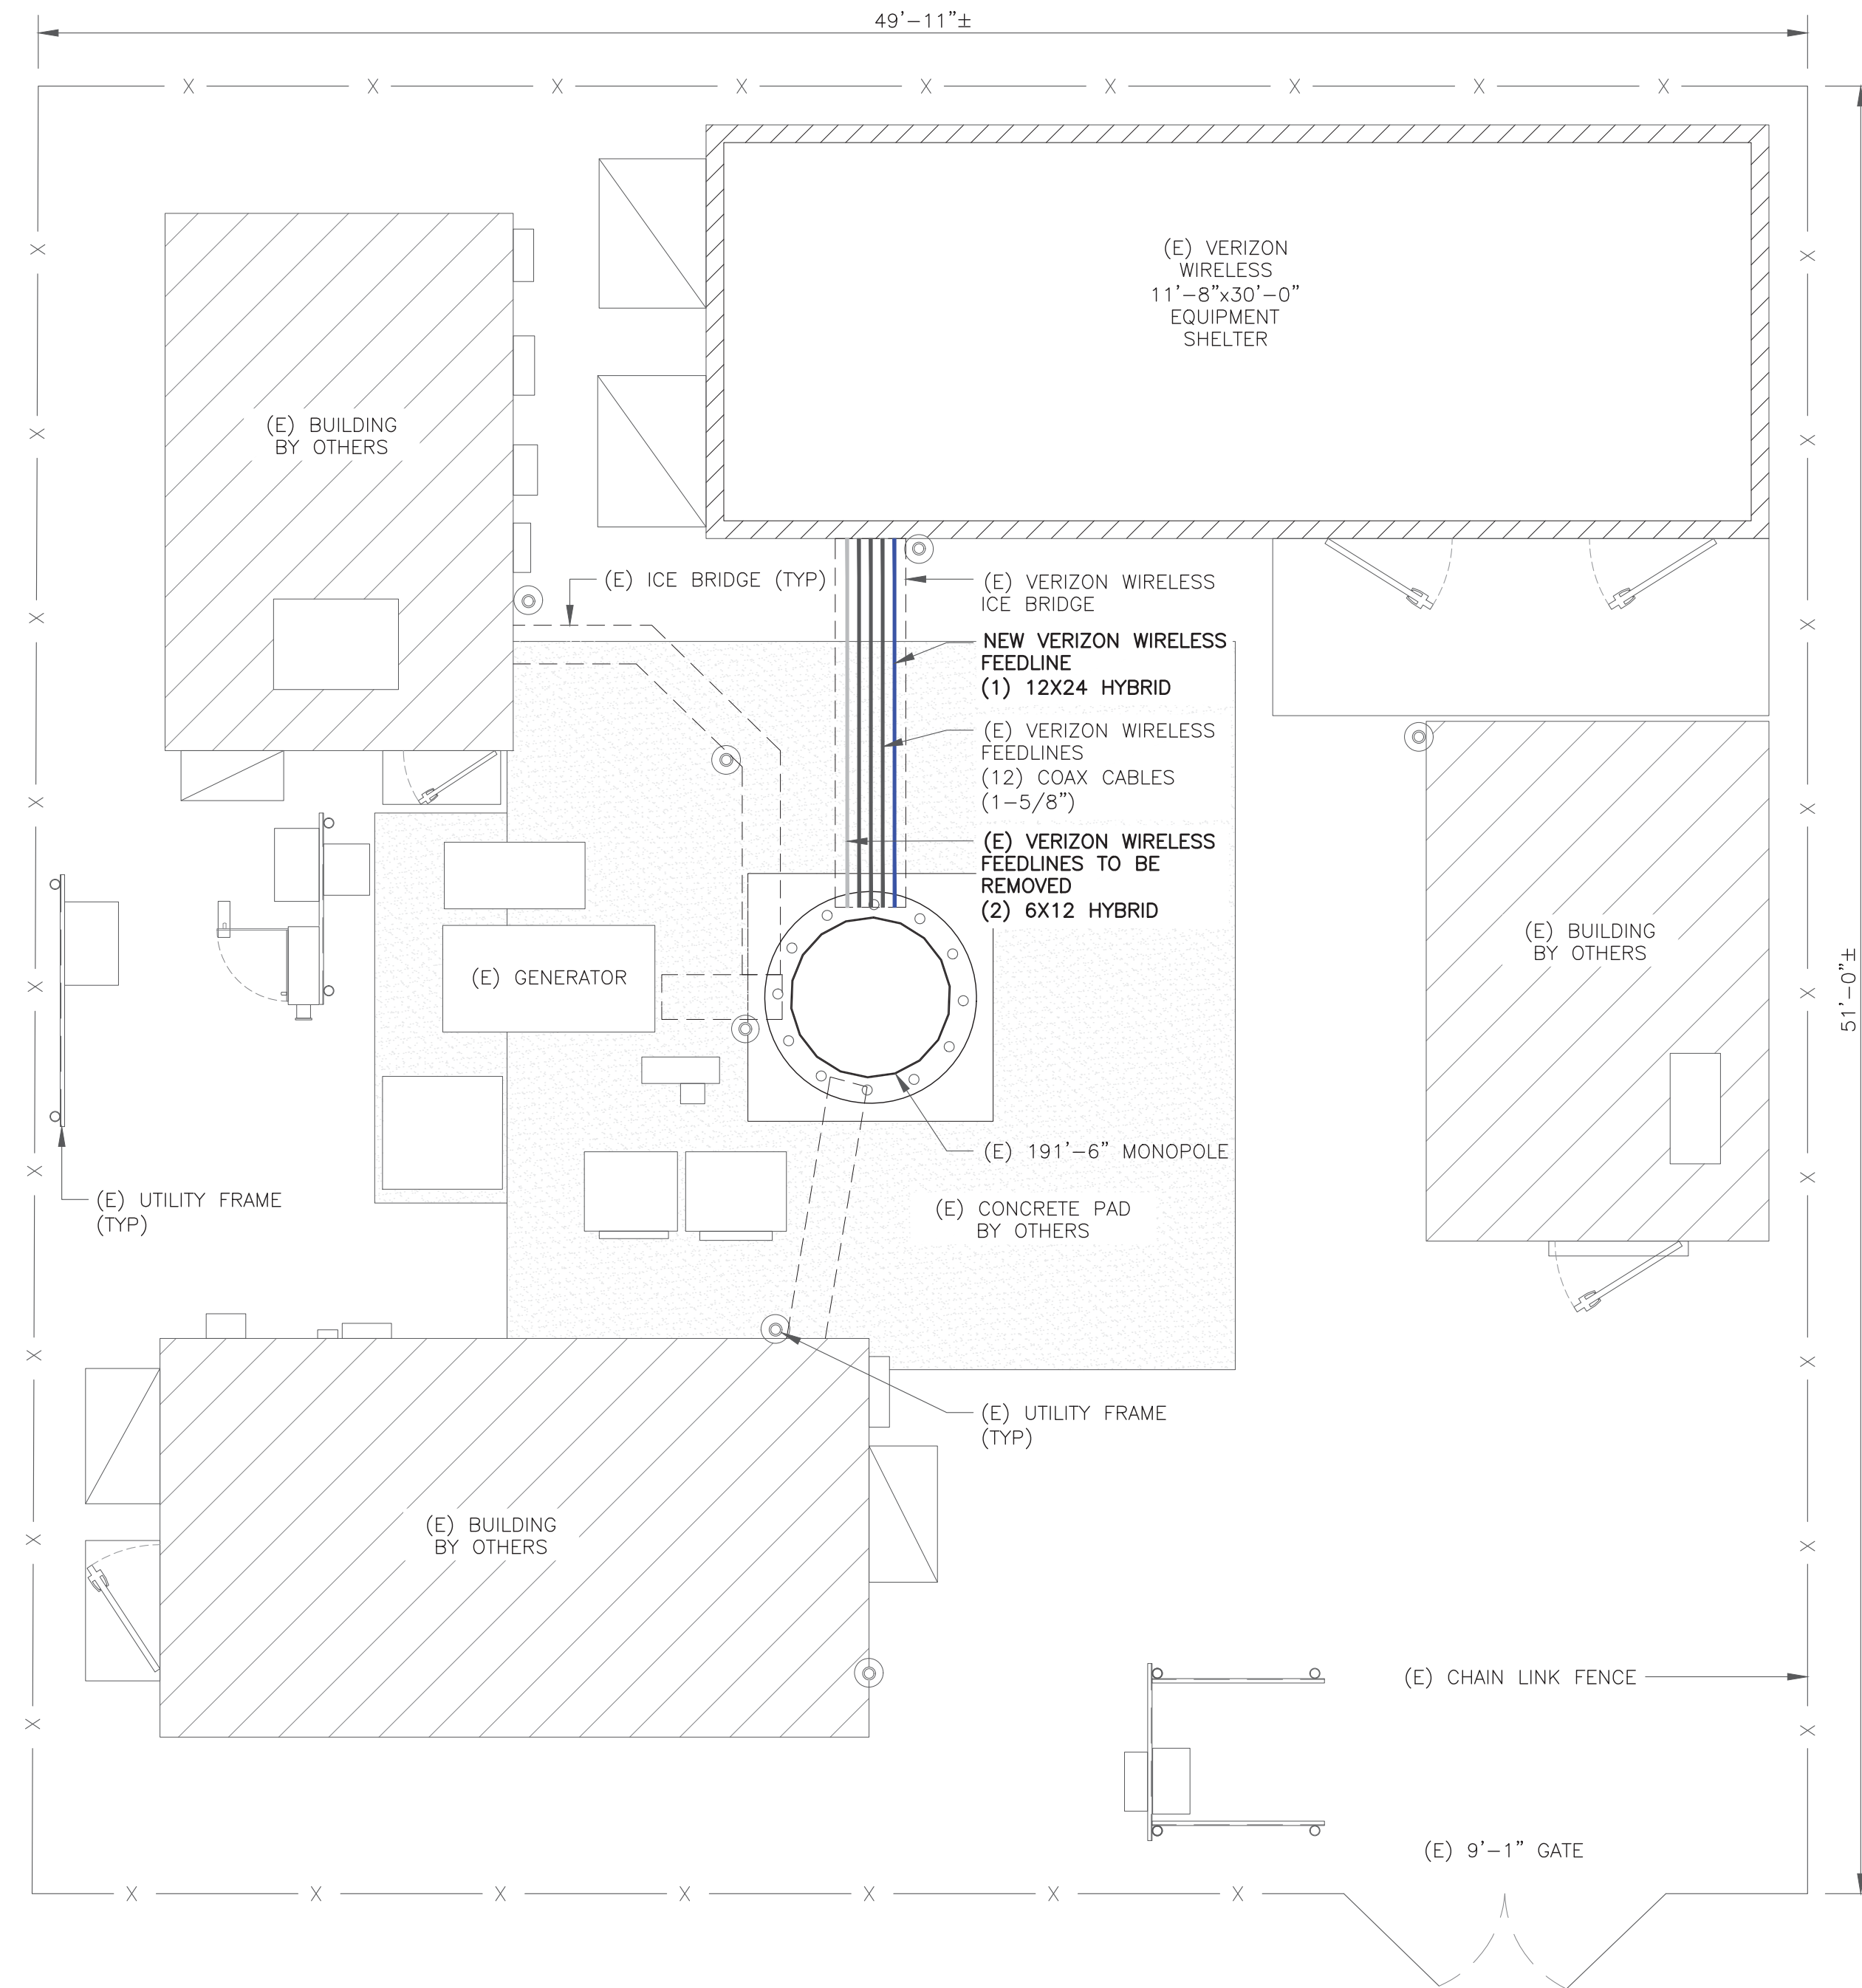 49'-11"±
(E) VERIZON
WIRELESS
11'-8"x30'-0"
EQUIPMENT
SHELTER
(E) BUILDING
BY OTHERS
(E) ICE BRIDGE (TYP)
(E) VERIZON WIRELESS
ICE BRIDGE
NEW VERIZON WIRELESS
FEEDLINE
(1) 12X24 HYBRID
(E) VERIZON WIRELESS
FEEDLINES
(12) COAX CABLES
(1-5/8")
(E) VERIZON WIRELESS
FEEDLINES TO BE
REMOVED
(2) 6X12 HYBRID
(E) BUILDING
BY OTHERS
51'-0"±
(E) GENERATOR
(E) 191'-6" MONOPOLE
(E) UTILITY FRAME
(TYP)
(E) CONCRETE PAD
BY OTHERS
(E) UTILITY FRAME
(TYP)
(E) BUILDING
BY OTHERS
(E) CHAIN LINK FENCE
(E) 9'-1" GATE